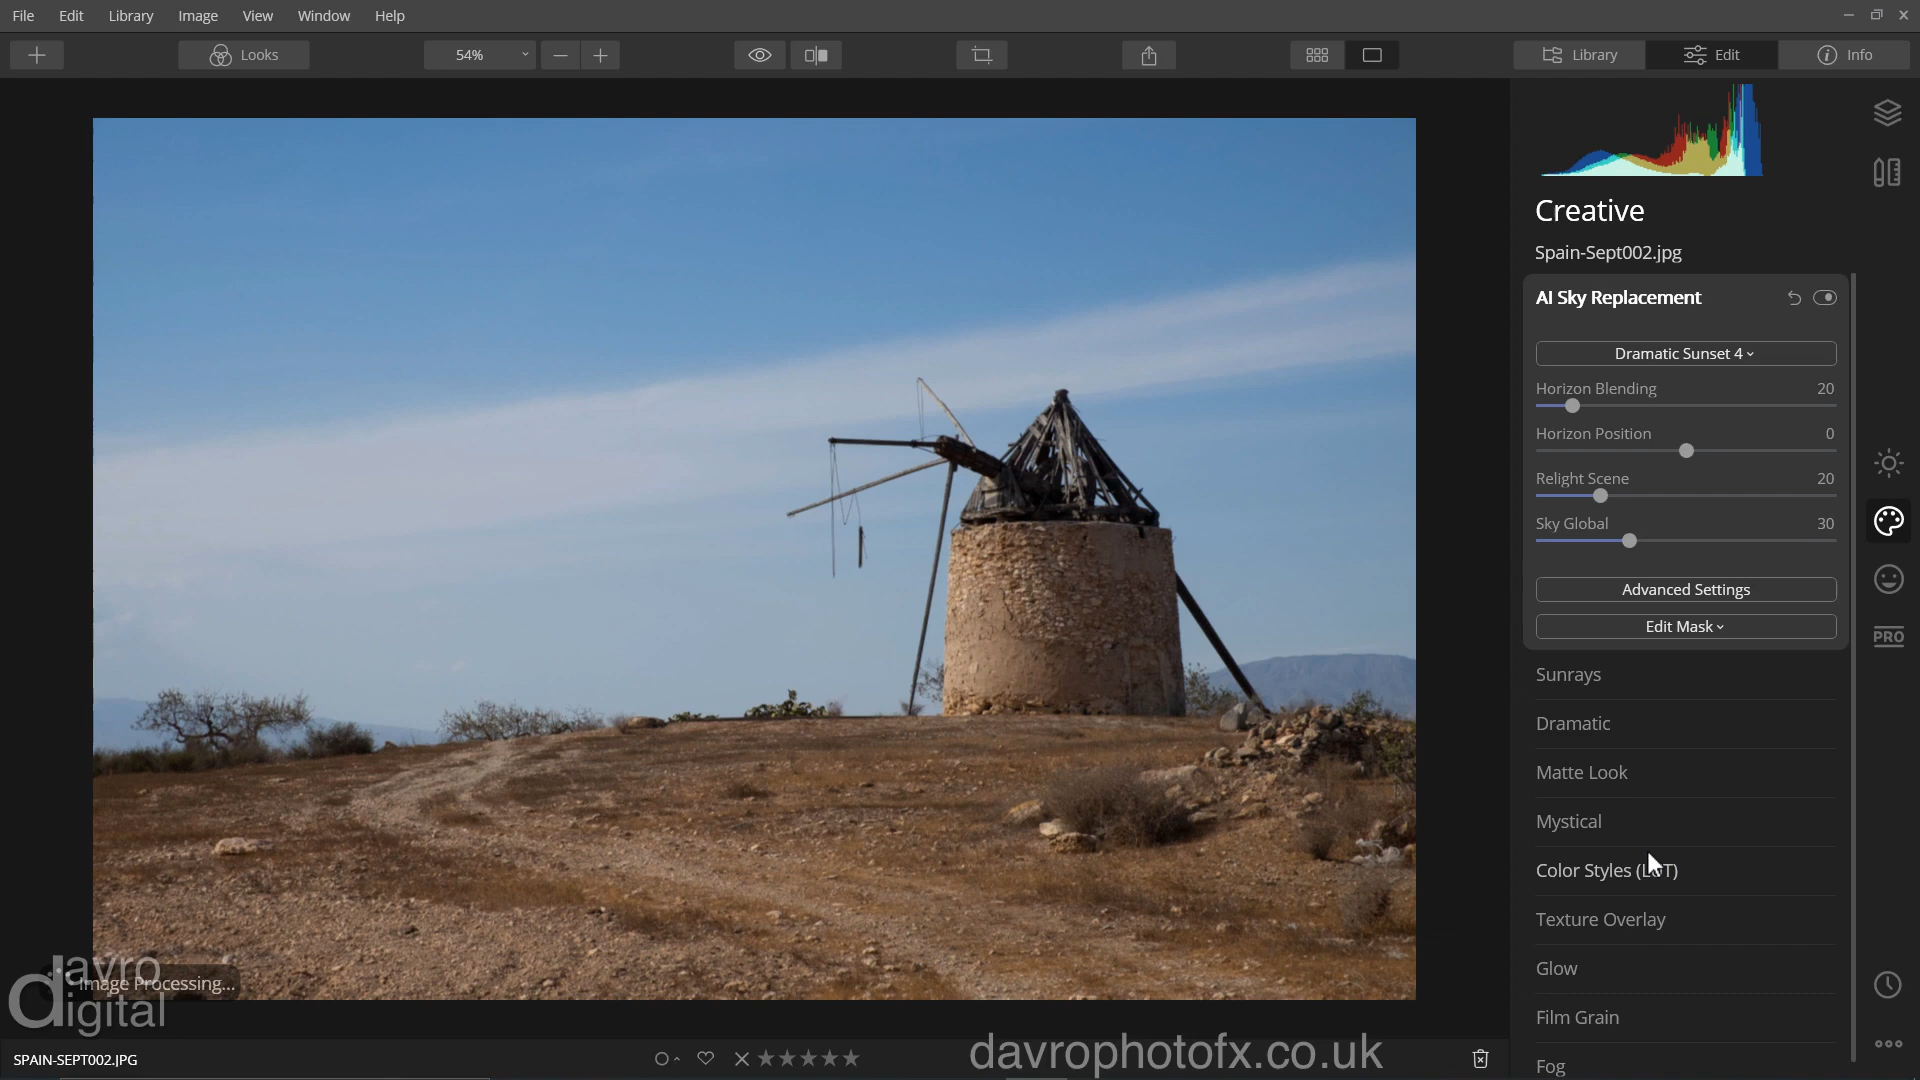 File Edit Library Image View Window Help
Looks 54% Library Edit Info
Creative
Spain-Sept002.jpg
AI Sky Replacement
Dramatic Sunset 4
Horizon Blending 20
Horizon Position 0
Relight Scene 20
Sky Global 30
Advanced Settings
Edit Mask
PRO
Sunrays
Dramatic
Matte Look
Mystical
Color Styles (LUT)
Texture Overlay
Glow
Film Grain
Fog
davro
digital
Image Processing...
SPAIN-SEPT002.JPG
davrophotofx.co.uk